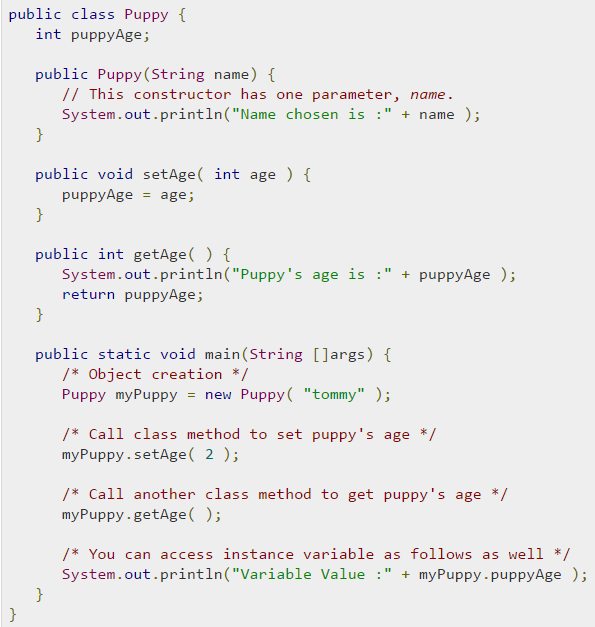 public class Puppy {
   int puppyAge;

   public Puppy(String name) {
      // This constructor has one parameter, name.
      System.out.println("Name chosen is :" + name );
   }

   public void setAge( int age ) {
      puppyAge = age;
   }

   public int getAge( ) {
      System.out.println("Puppy's age is :" + puppyAge );
      return puppyAge;
   }

   public static void main(String []args) {
      /* Object creation */
      Puppy myPuppy = new Puppy( "tommy" );

      /* Call class method to set puppy's age */
      myPuppy.setAge( 2 );

      /* Call another class method to get puppy's age */
      myPuppy.getAge( );

      /* You can access instance variable as follows as well */
      System.out.println("Variable Value :" + myPuppy.puppyAge );
   }
}